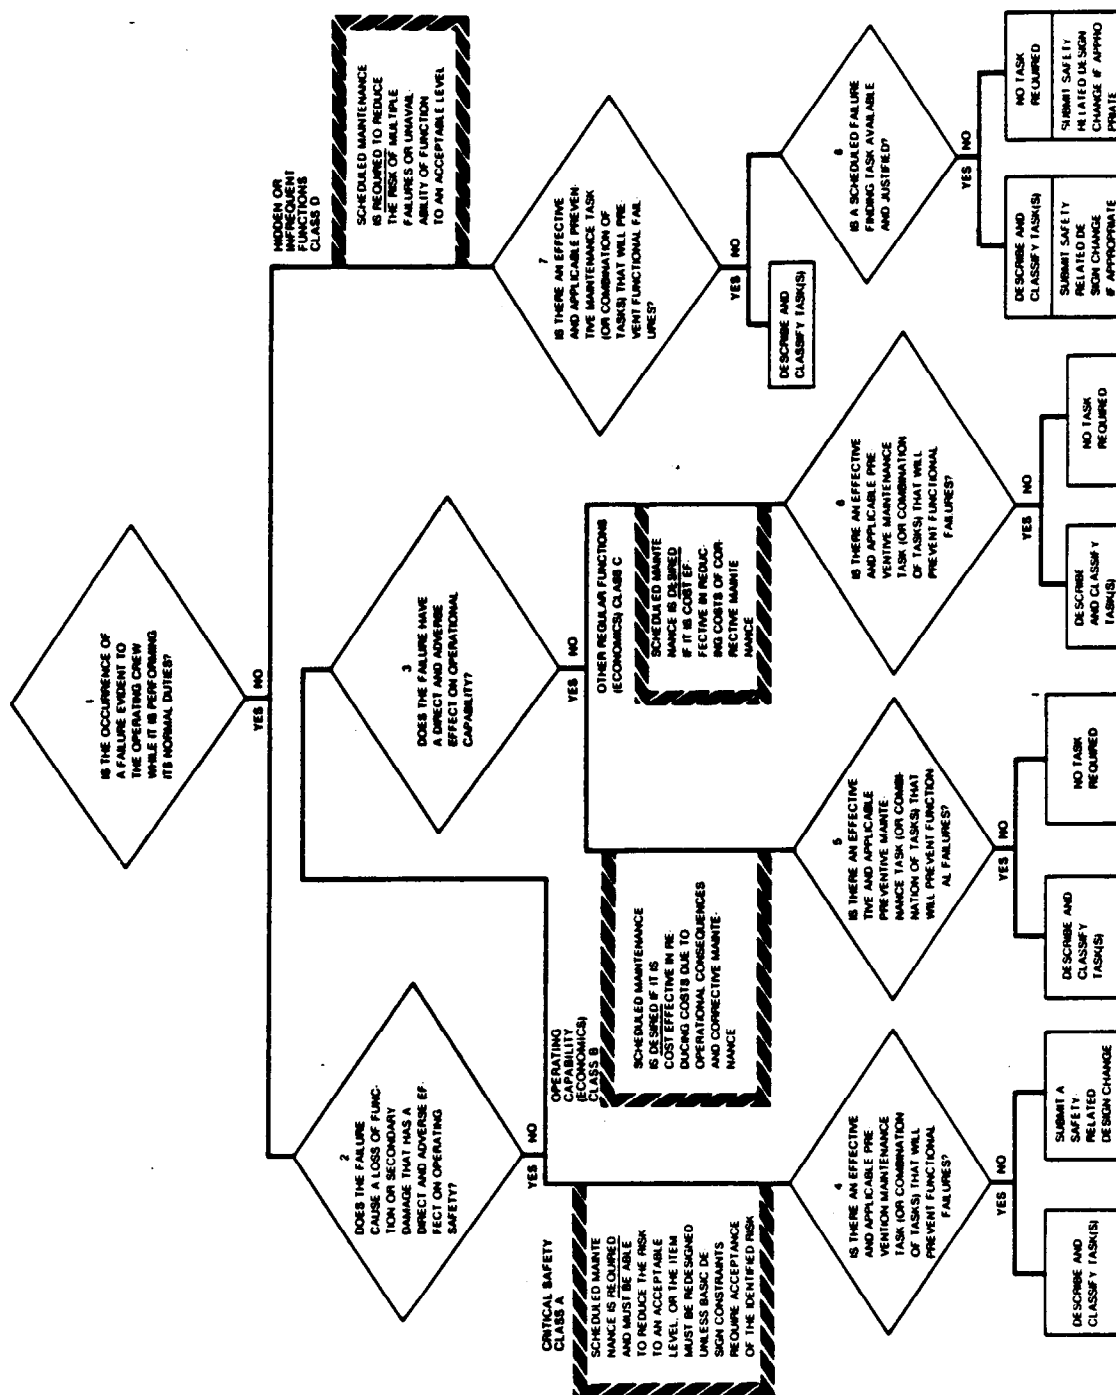 1
IS THE OCCURRENCE OF
A FAILURE EVIDENT TO
THE OPERATING CREW
WHILE IT IS PERFORMING
ITS NORMAL DUTIES?
YES NO
2
DOES THE FAILURE
CAUSE A LOSS OF FUNC-
TION OR SECONDARY
DAMAGE THAT HAS A
DIRECT AND ADVERSE EF-
FECT ON OPERATING
SAFETY?
YES NO
3
DOES THE FAILURE HAVE
A DIRECT AND ADVERSE
EFFECT ON OPERATIONAL
CAPABILITY?
YES NO
HIDDEN OR
INFREQUENT
FUNCTIONS
CLASS D
SCHEDULED MAINTENANCE
IS REQUIRED TO REDUCE
THE RISK OF MULTIPLE
FAILURES OR UNAVAIL
ABILITY OF FUNCTION
TO AN ACCEPTABLE LEVEL
CRITICAL SAFETY
CLASS A
SCHEDULED MAINTE
NANCE IS REQUIRED
AND MUST BE ABLE
TO REDUCE THE RISK
TO AN ACCEPTABLE
LEVEL, OR THE ITEM
MUST BE REDESIGNED
UNLESS BASIC DE
SIGN CONSTRAINTS
REQUIRE ACCEPTANCE
OF THE IDENTIFIED RISK
OPERATING
CAPABILITY
(ECONOMICS)
CLASS B
SCHEDULED MAINTENANCE
IS DESIRED IF IT IS
COST EFFECTIVE IN RE-
DUCING COSTS DUE TO
OPERATIONAL CONSEQUENCES
AND CORRECTIVE MAINTE-
NANCE
OTHER REGULAR FUNCTIONS
(ECONOMICS) CLASS C
SCHEDULED MAINTE
NANCE IS DESIRED
IF IT IS COST EF-
FECTIVE IN REDUC-
ING COSTS OF COR-
RECTIVE MAINTE
NANCE
7
IS THERE AN EFFECTIVE
AND APPLICABLE PREVEN-
TIVE MAINTENANCE TASK
(OR COMBINATION OF
TASKS) THAT WILL PRE-
VENT FUNCTIONAL FAIL-
URES?
YES NO
DESCRIBE AND
CLASSIFY TASK(S)
4
IS THERE AN EFFECTIVE
AND APPLICABLE PRE-
VENTION MAINTENANCE
TASK (OR COMBINATION
OF TASKS) THAT WILL
PREVENT FUNCTIONAL
FAILURES?
YES NO
DESCRIBE AND
CLASSIFY TASK(S)
SUBMIT A
SAFETY-
RELATED
DESIGN CHANGE
5
IS THERE AN EFFEC-
TIVE AND APPLICABLE
PREVENTIVE MAINTE-
NANCE TASK (OR COMBI-
NATION OF TASKS) THAT
WILL PREVENT FUNCTION
AL FAILURES?
YES NO
DESCRIBE AND
CLASSIFY
TASK(S)
NO TASK
REQUIRED
6
IS THERE AN EFFECTIVE
AND APPLICABLE PRE
VENTIVE MAINTENANCE
TASK (OR COMBINATION
OF TASKS) THAT WILL
PREVENT FUNCTIONAL
FAILURES?
YES NO
DESCRIBE
AND CLASSIFY
TASK(S)
NO TASK
REQUIRED
IS A SCHEDULED FAILURE
FINDING TASK AVAILABLE
AND JUSTIFIED?
YES NO
DESCRIBE AND
CLASSIFY TASK(S)
SUBMIT SAFETY
RELATED DE
SIGN CHANGE
IF APPROPRIATE
NO TASK
REQUIRED
SUBMIT SAFETY
RELATED DESIGN
CHANGE IF APPRO
PRIATE